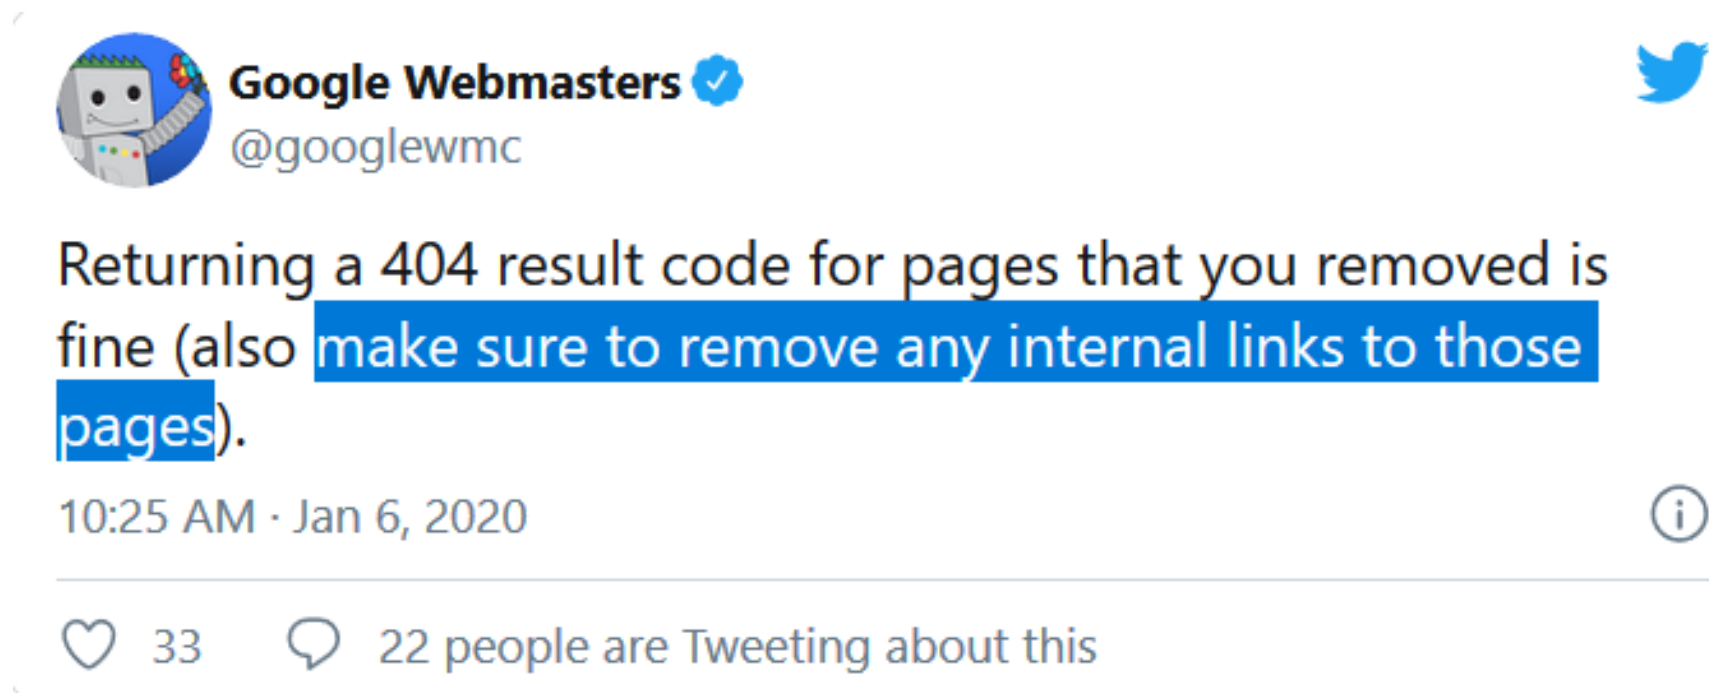 Google Webmasters
@googlewmc
Returning a 404 result code for pages that you removed is
fine (also make sure to remove any internal links to those
pages).
10:25 AM · Jan 6, 2020
33 22 people are Tweeting about this